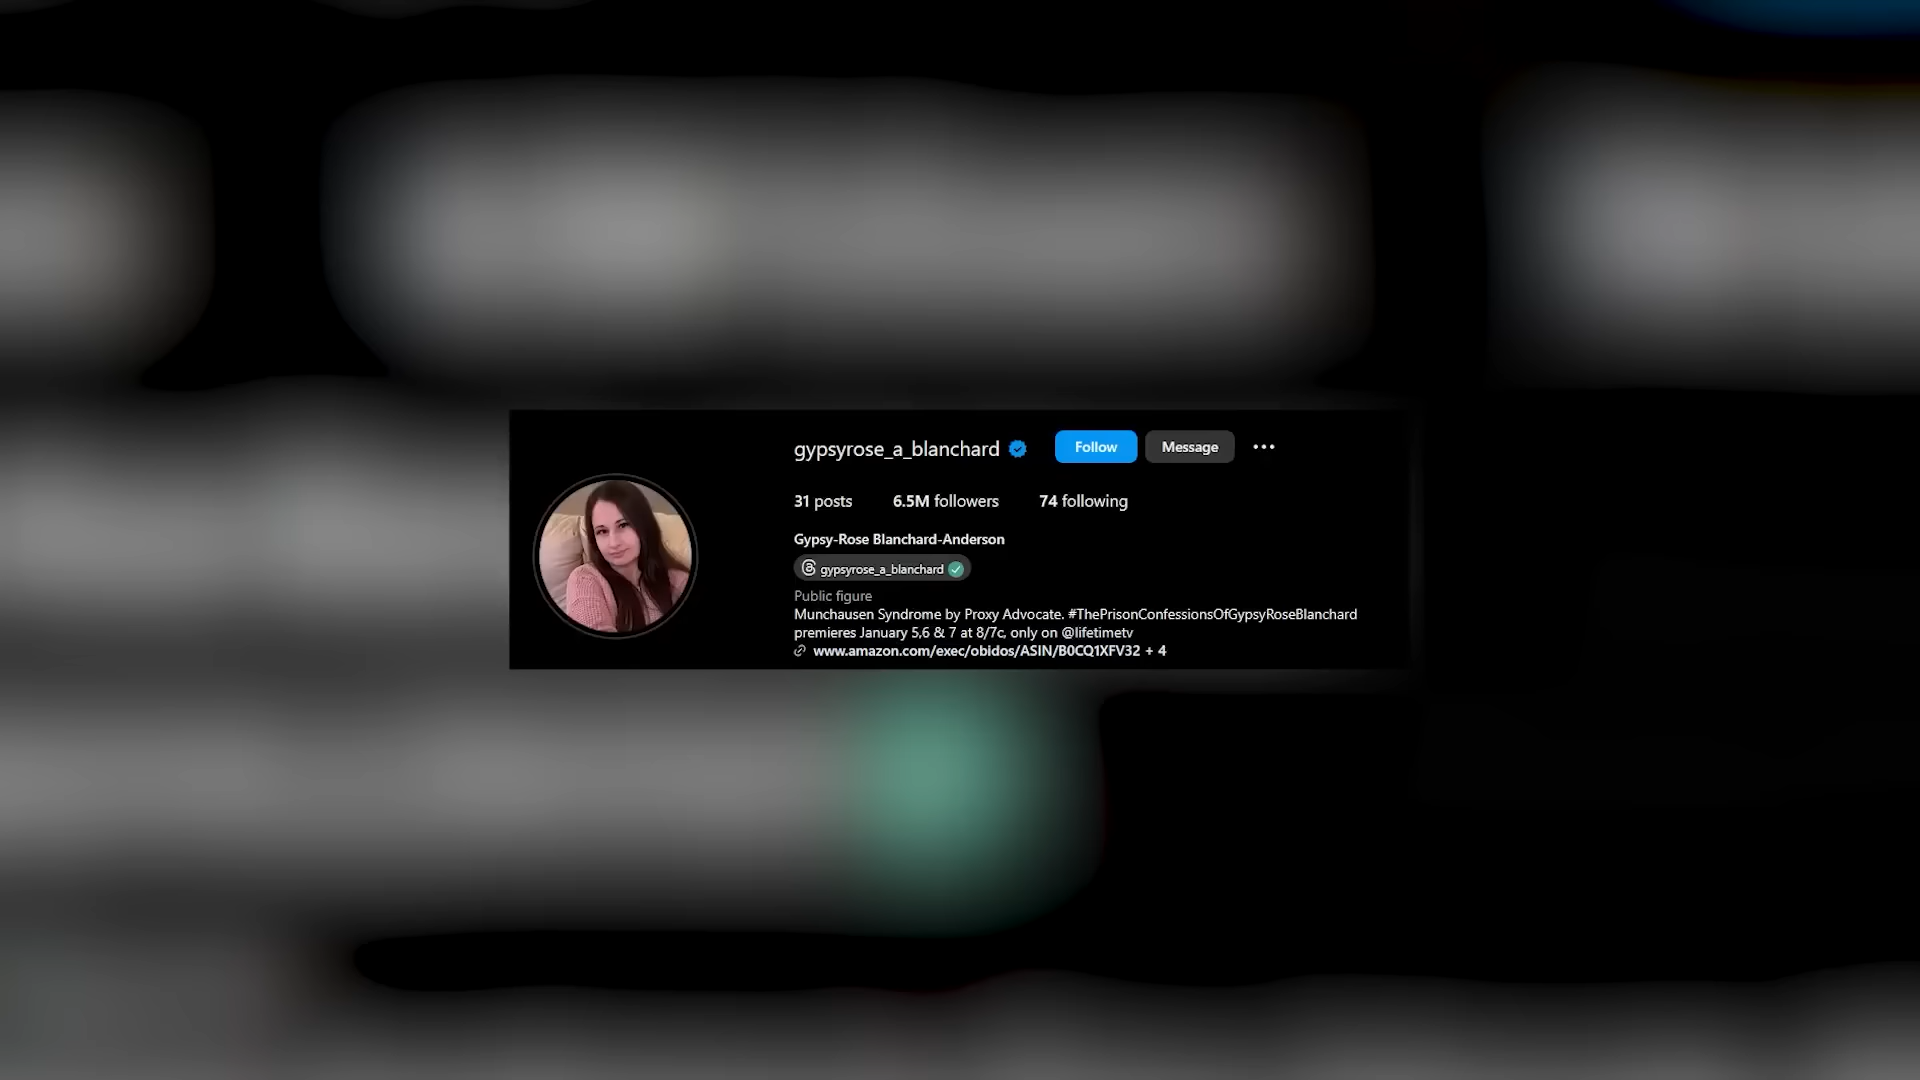 gypsyrose_a_blanchard Follow Message
31 posts 6.5M followers 74 following
Gypsy-Rose Blanchard-Anderson
gypsyrose_a_blanchard
Public figure
Munchausen Syndrome by Proxy Advocate. #ThePrisonConfessionsOfGypsyRoseBlanchard
premieres January 5,6 & 7 at 8/7c, only on @lifetimetv
www.amazon.com/exec/obidos/ASIN/B0CQ1XFV32 + 4